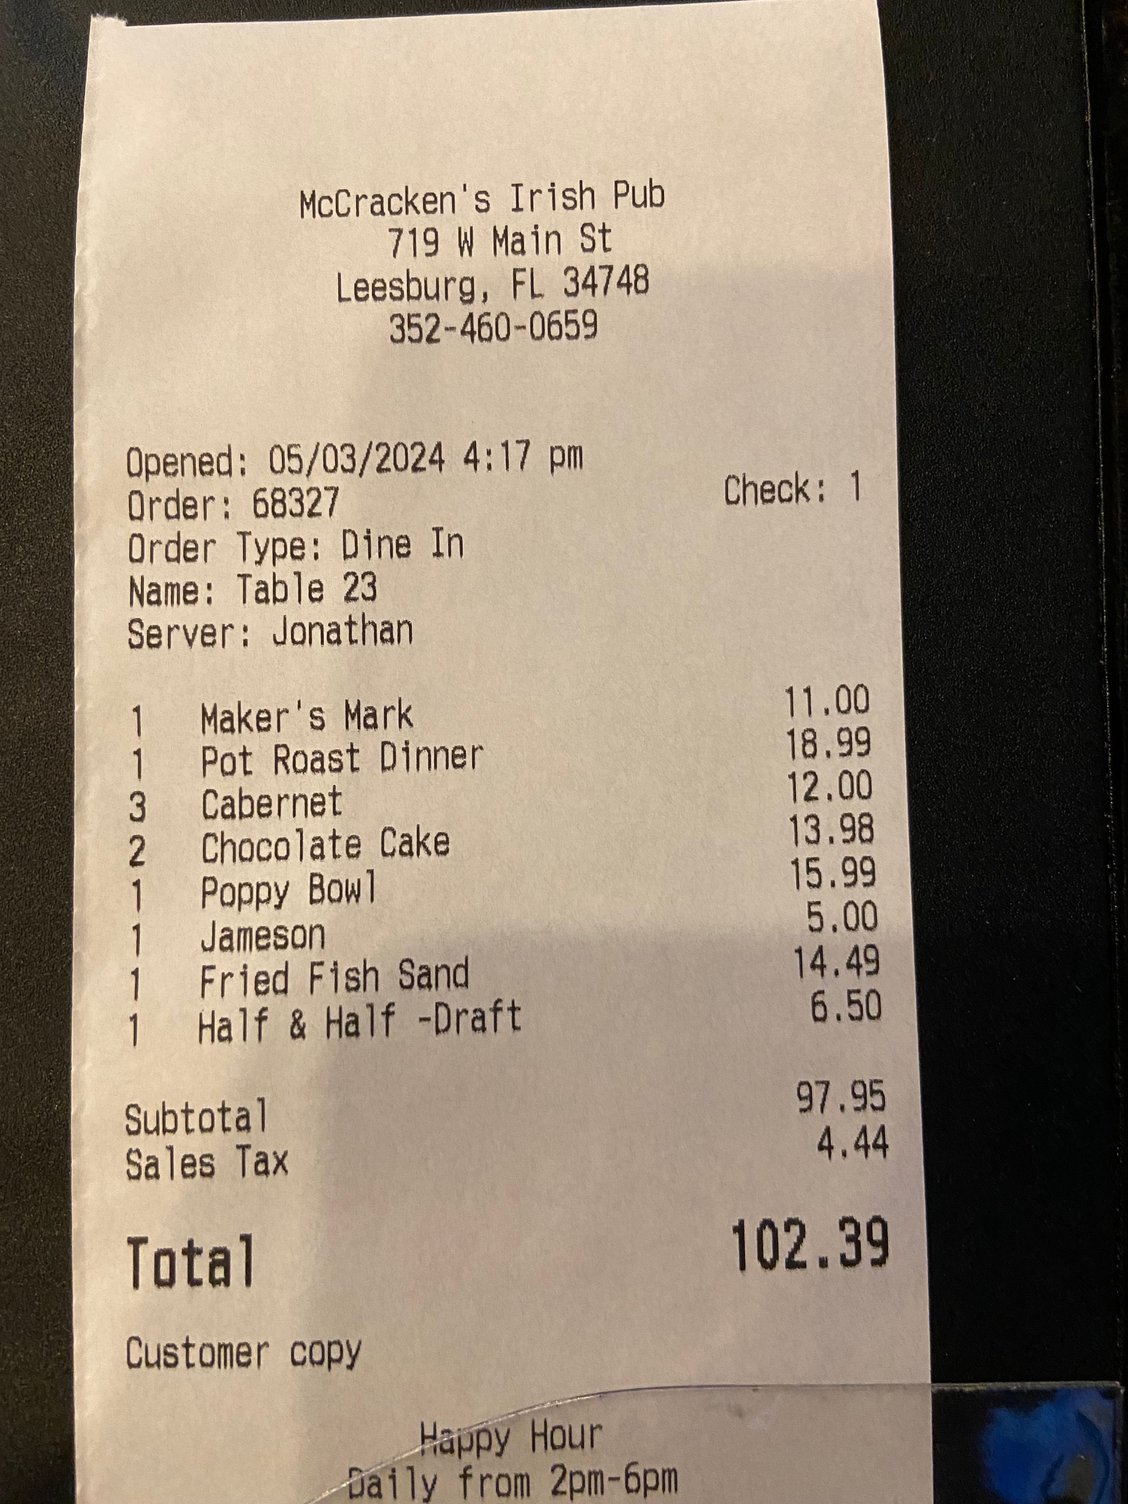 McCracken's Irish Pub
719 W Main St
Leesburg, FL 34748
352-460-0659
Opened: 05/03/2024 4:17 pm
Order: 68327 Check: 1
Order Type: Dine In
Name: Table 23
Server: Jonathan
1 Maker's Mark 11.00
1 Pot Roast Dinner 18.99
3 Cabernet 12.00
2 Chocolate Cake 13.98
1 Poppy Bowl 15.99
1 Jameson 5.00
1 Fried Fish Sand 14.49
1 Half & Half -Draft 6.50
Subtotal 97.95
Sales Tax 4.44
Total 102.39
Customer copy
Happy Hour
Daily from 2pm-6pm